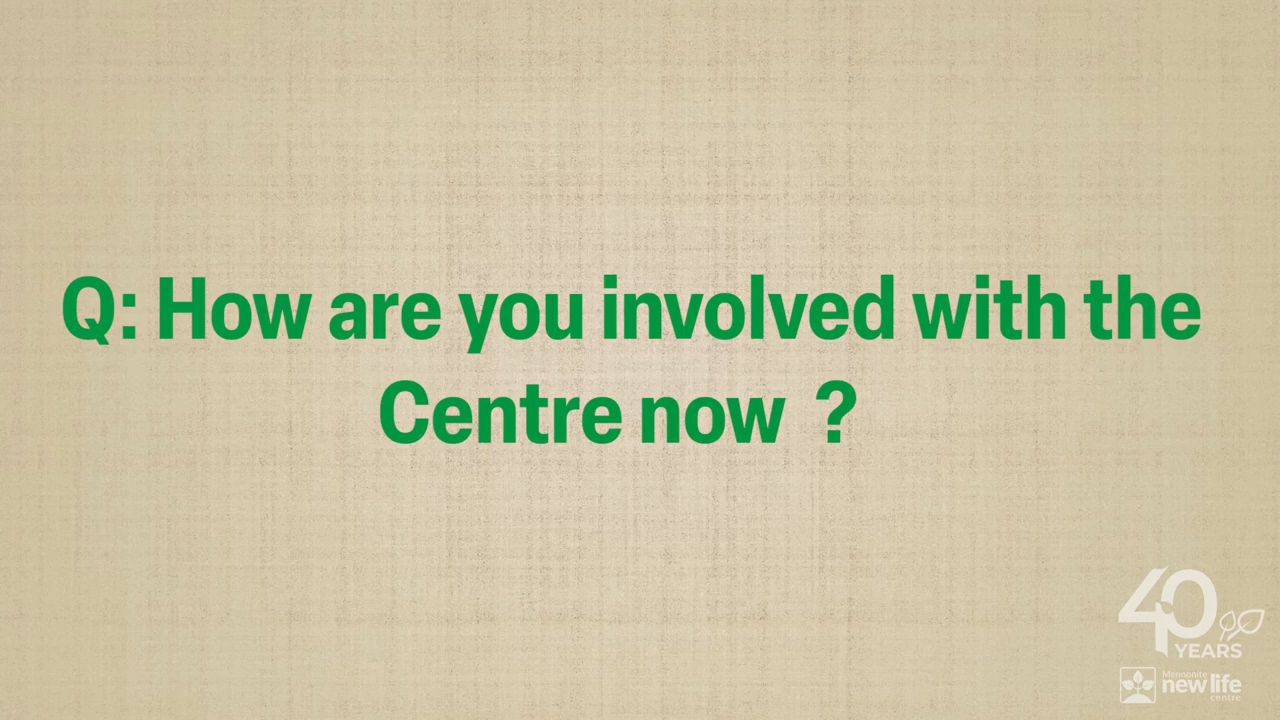 Q: How are you involved with the
Centre now ?
40
YEARS
Mennonite
new life
centre